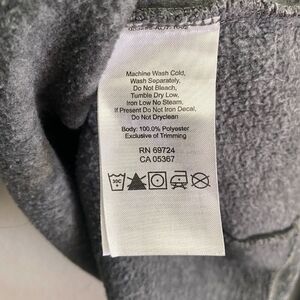 Machine Wash Cold,
Wash Separately,
Do Not Bleach,
Tumble Dry Low,
Iron Low No Steam,
If Present Do Not Iron Decal,
Do Not Dryclean
Body: 100.0% Polyester
Exclusive of Trimming
RN 69724
CA 05367
30C